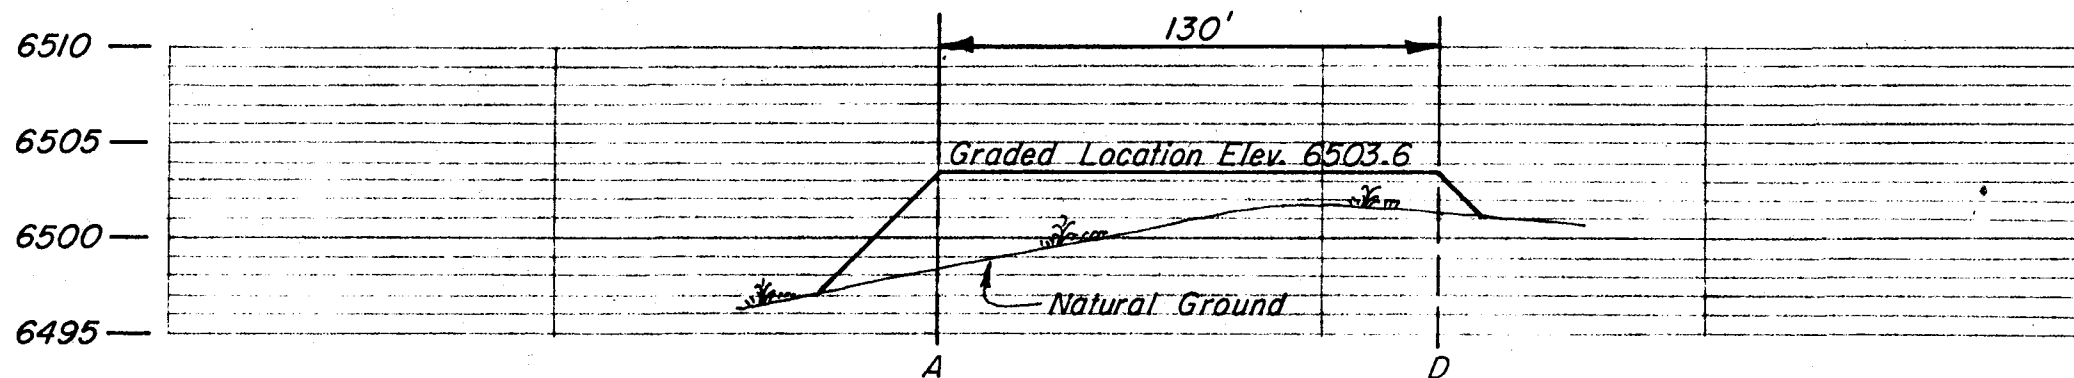 130'
6510
6505
Graded Location Elev. 6503.6
6500
Natural Ground
6495
A
D